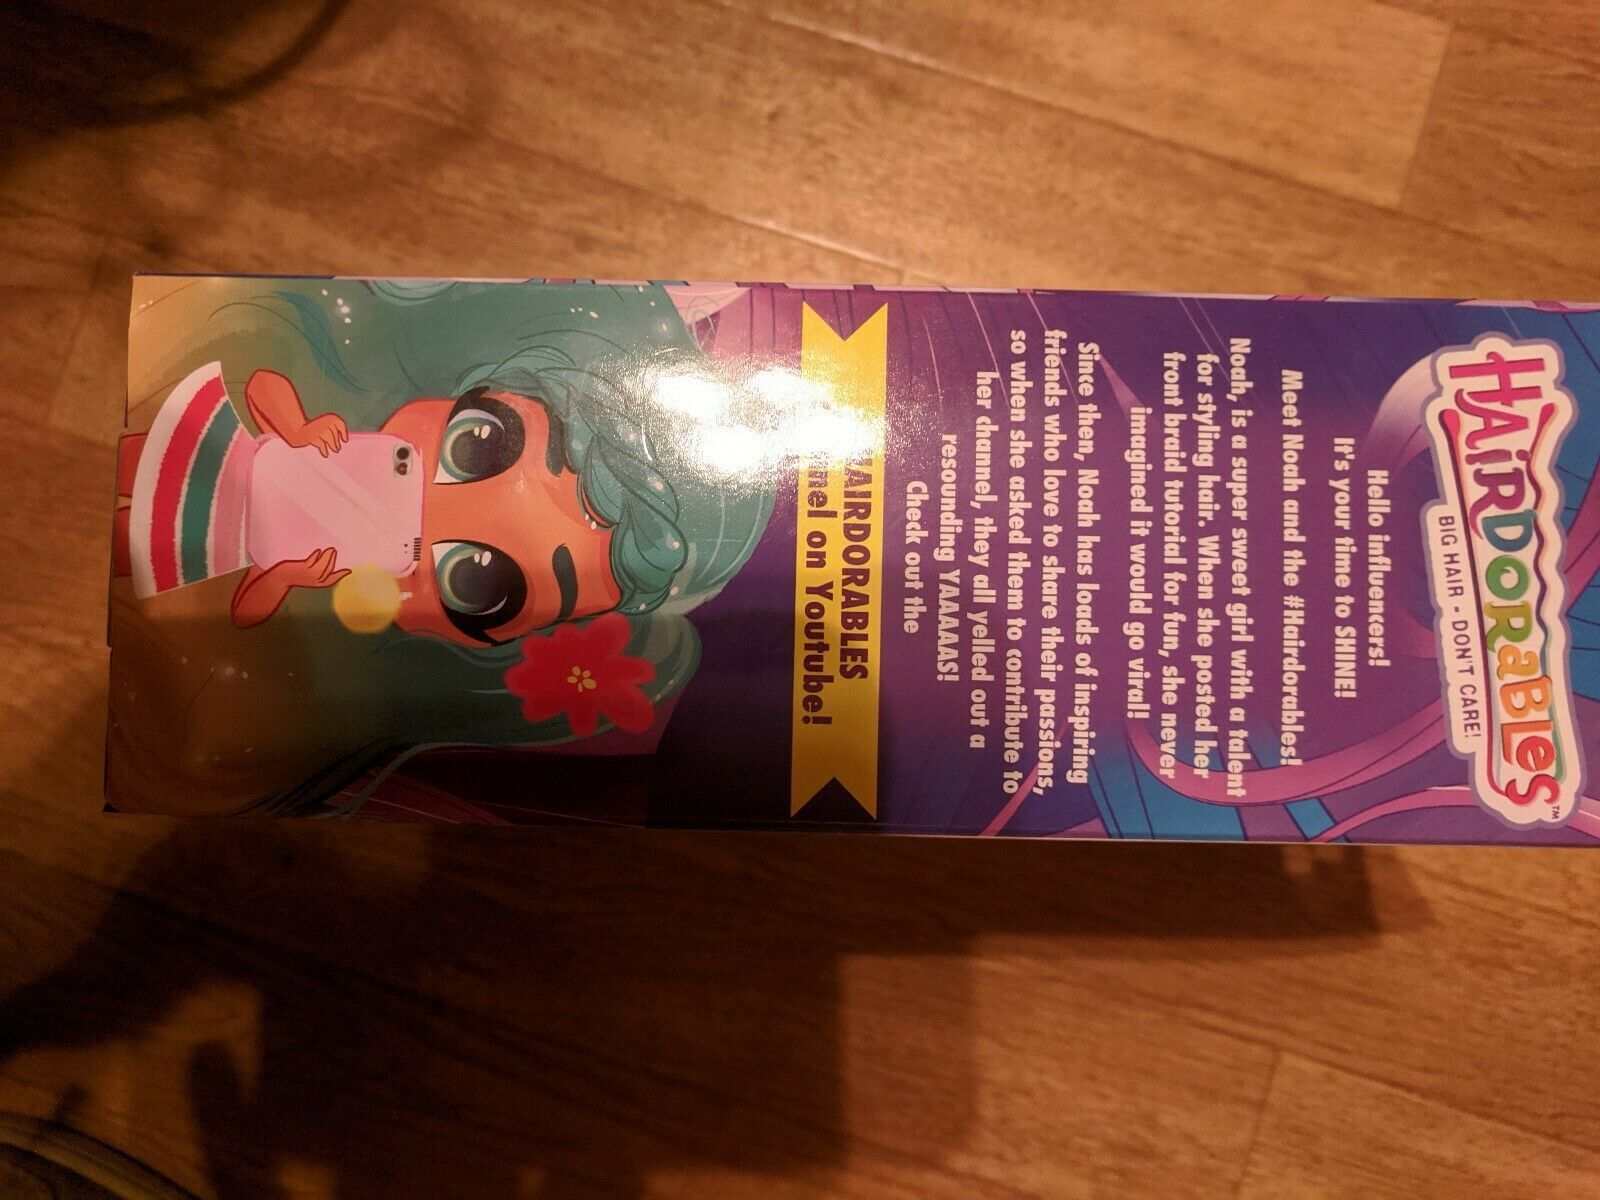 HAIRDORABLES™
BIG HAIR • DON'T CARE!
Hello influencers!
It's your time to SHINE!
Meet Noah and the #Hairdorables!
Noah, is a super sweet girl with a talent
for styling hair. When she posted her
front braid tutorial for fun, she never
imagined it would go viral!
Since then, Noah has loads of inspiring
friends who love to share their passions,
so when she asked them to contribute to
her channel, they all yelled out a
resounding YAAAAAS!
Check out the
HAIRDORABLES
on Youtube!